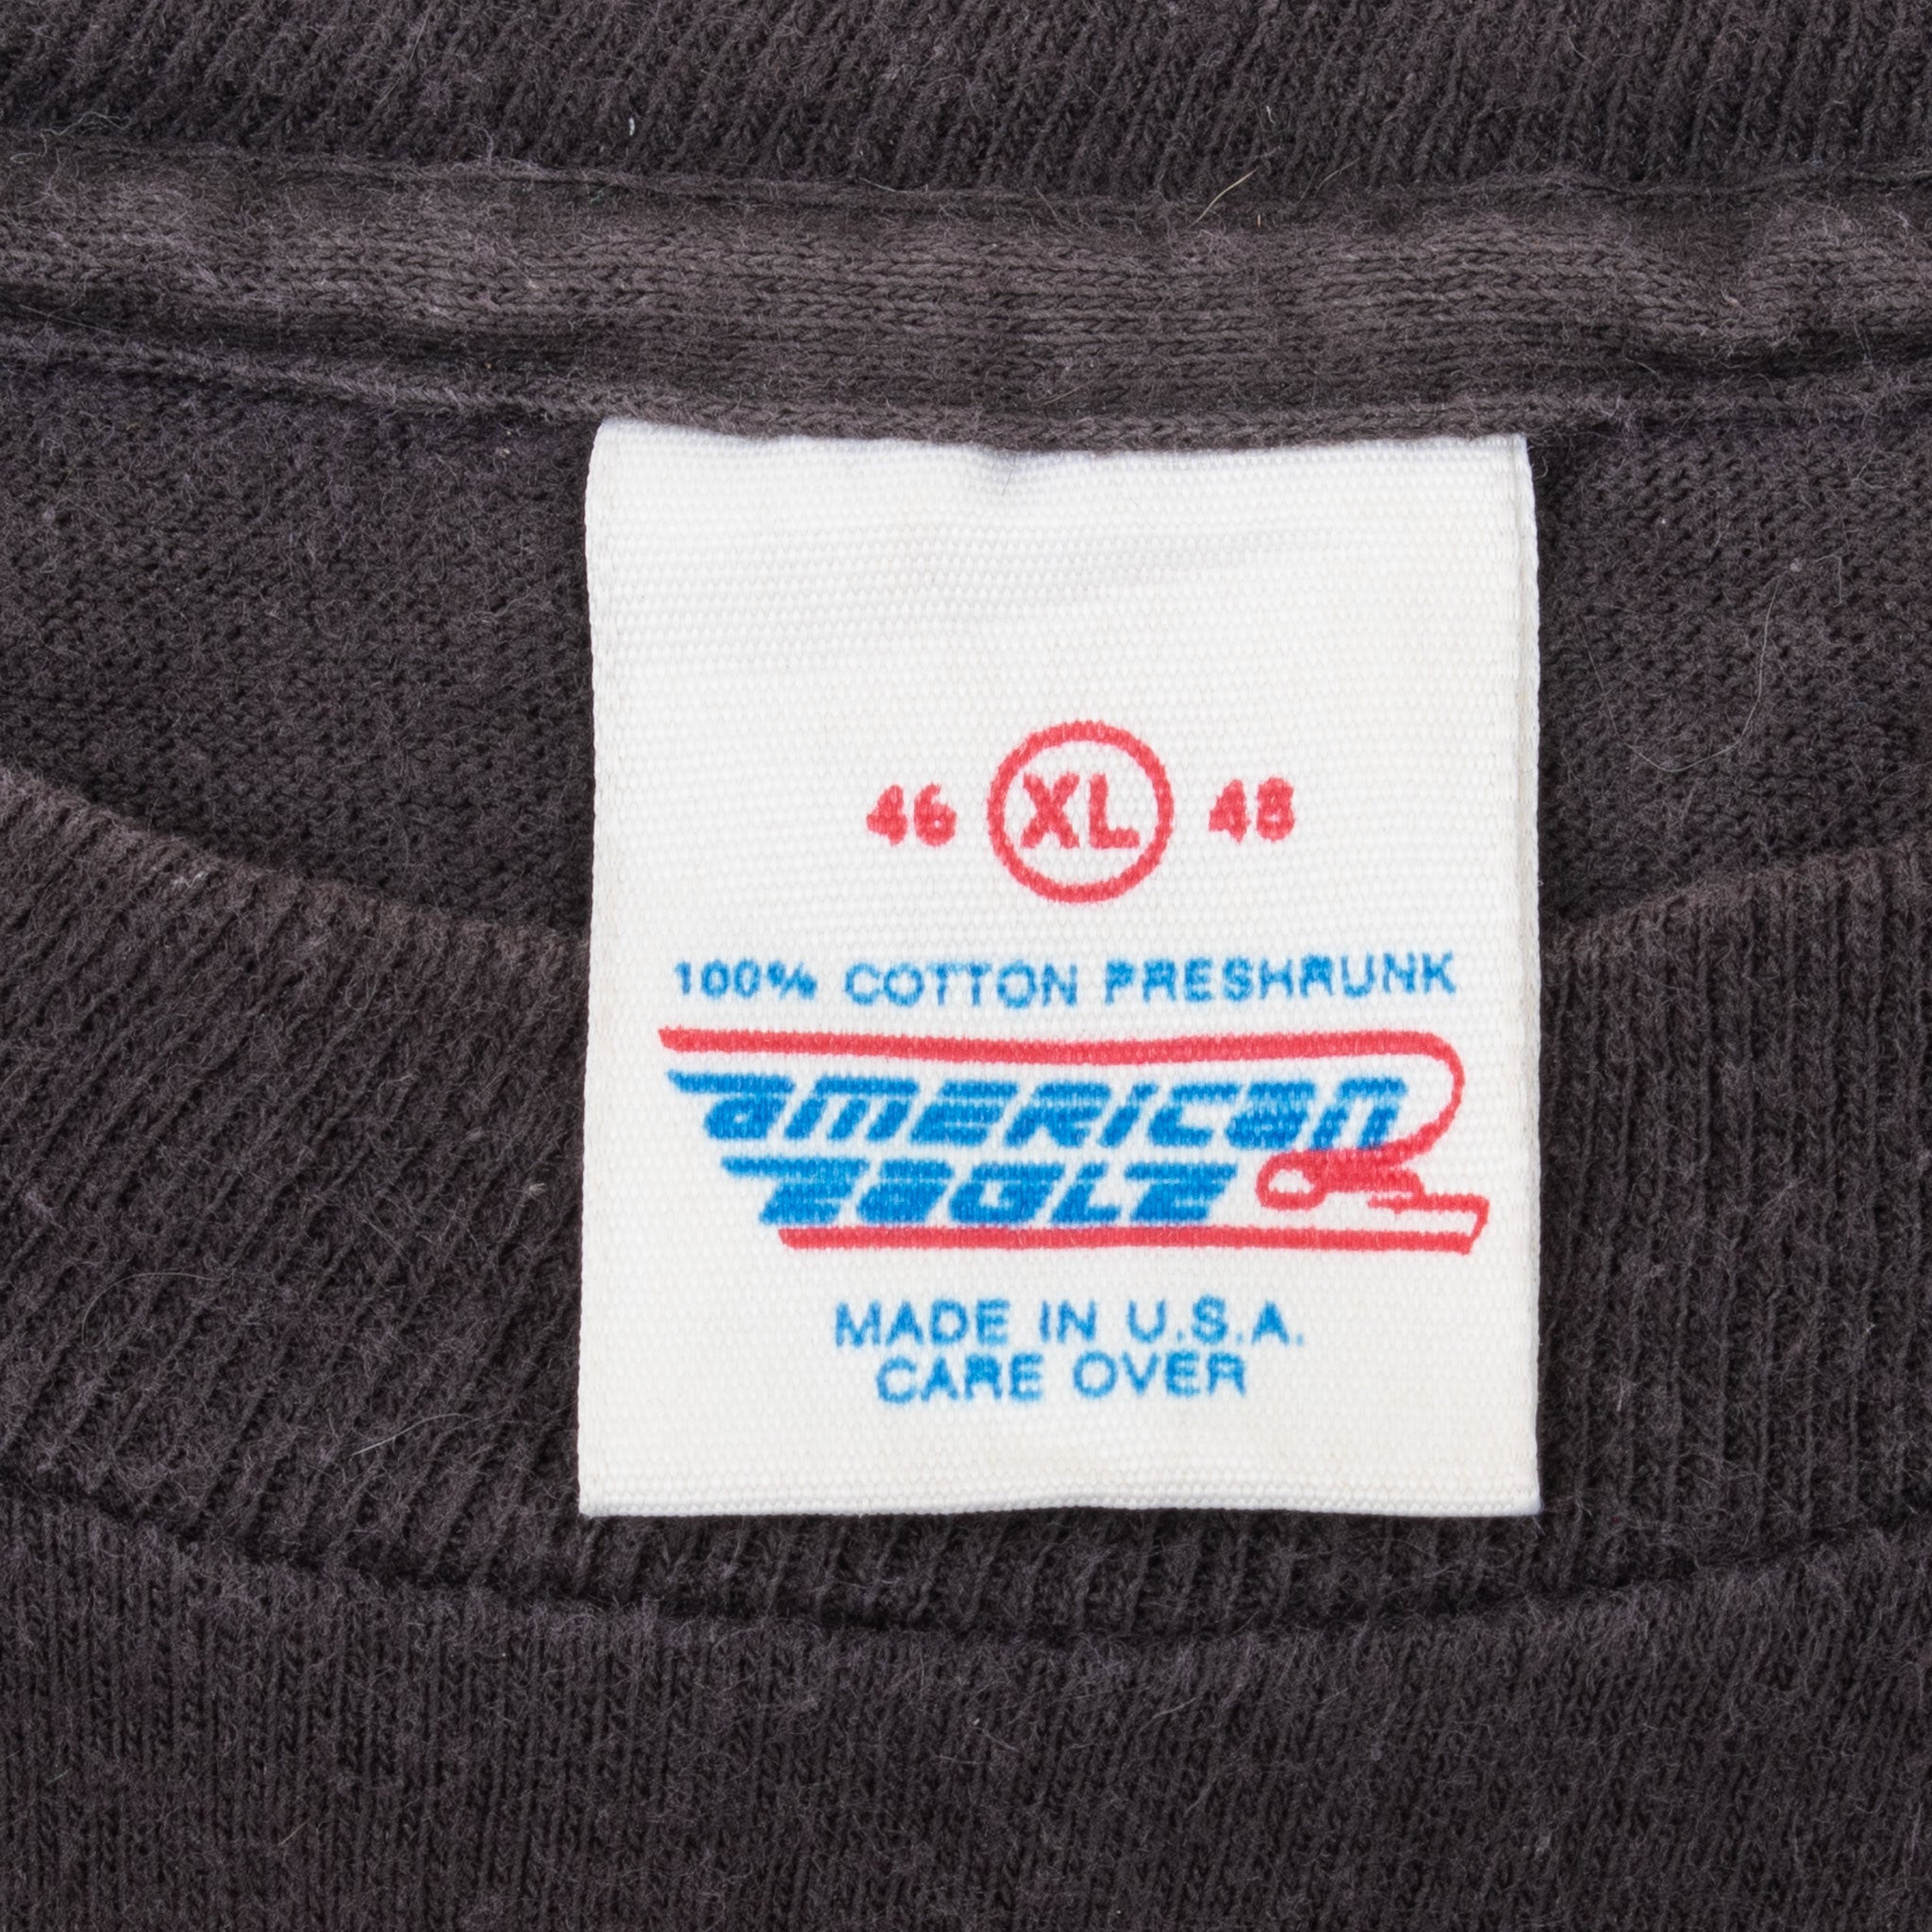 46 XL 48
100% COTTON PRESHRUNK
aMERICan
EaGLE
MADE IN U.S.A.
CARE OVER